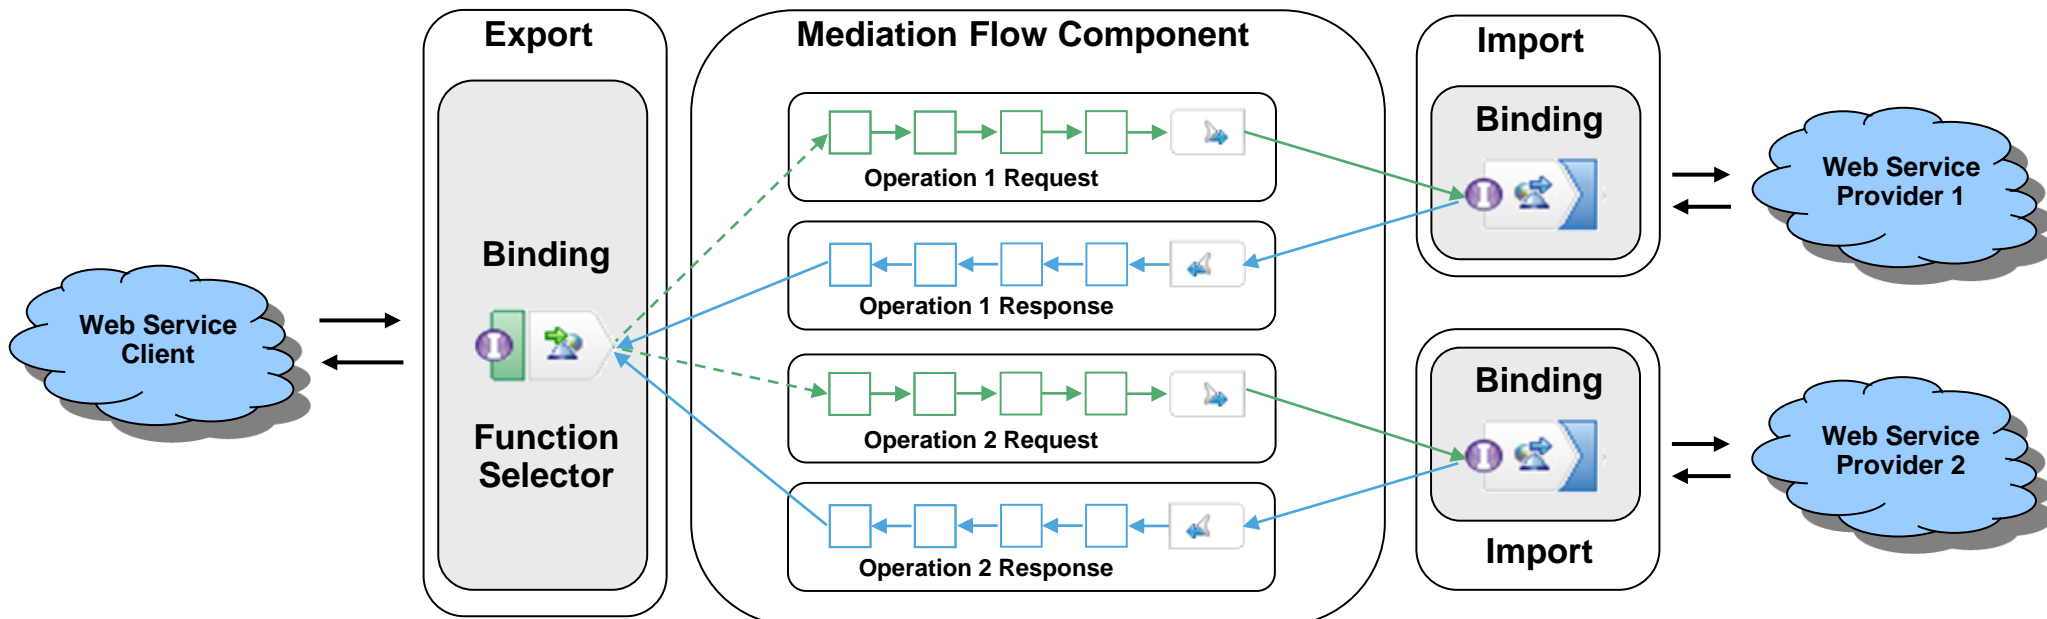 Export
Mediation Flow Component
Import
Binding
Function
Selector
Web Service
Client
Operation 1 Request
Operation 1 Response
Operation 2 Request
Operation 2 Response
Binding
Web Service
Provider 1
Binding
Import
Web Service
Provider 2
I
I
I